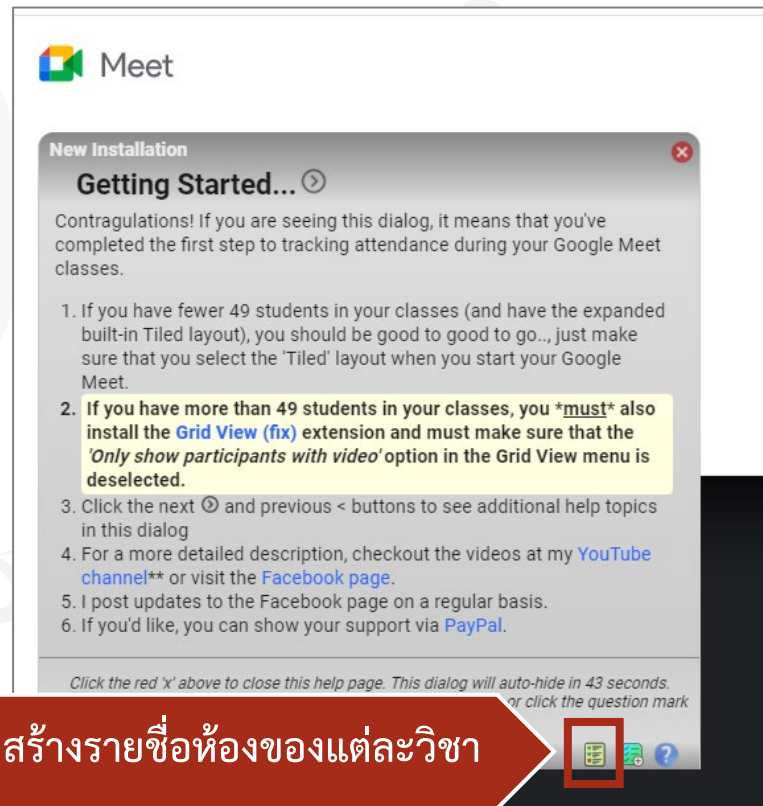 Meet
New Installation
Getting Started...
Contragulations! If you are seeing this dialog, it means that you've
completed the first step to tracking attendance during your Google Meet
classes.
1. If you have fewer 49 students in your classes (and have the expanded
built-in Tiled layout), you should be good to good to go.., just make
sure that you select the 'Tiled' layout when you start your Google
Meet.
2. If you have more than 49 students in your classes, you *must* also
install the Grid View (fix) extension and must make sure that the
'Only show participants with video' option in the Grid View menu is
deselected.
3. Click the next > and previous < buttons to see additional help topics
in this dialog
4. For a more detailed description, checkout the videos at my YouTube
channel** or visit the Facebook page.
5. I post updates to the Facebook page on a regular basis.
6. If you'd like, you can show your support via PayPal.
Click the red 'x' above to close this help page. This dialog will auto-hide in 43 seconds.
or click the question mark
สร้างรายชื่อห้องของแต่ละวิชา